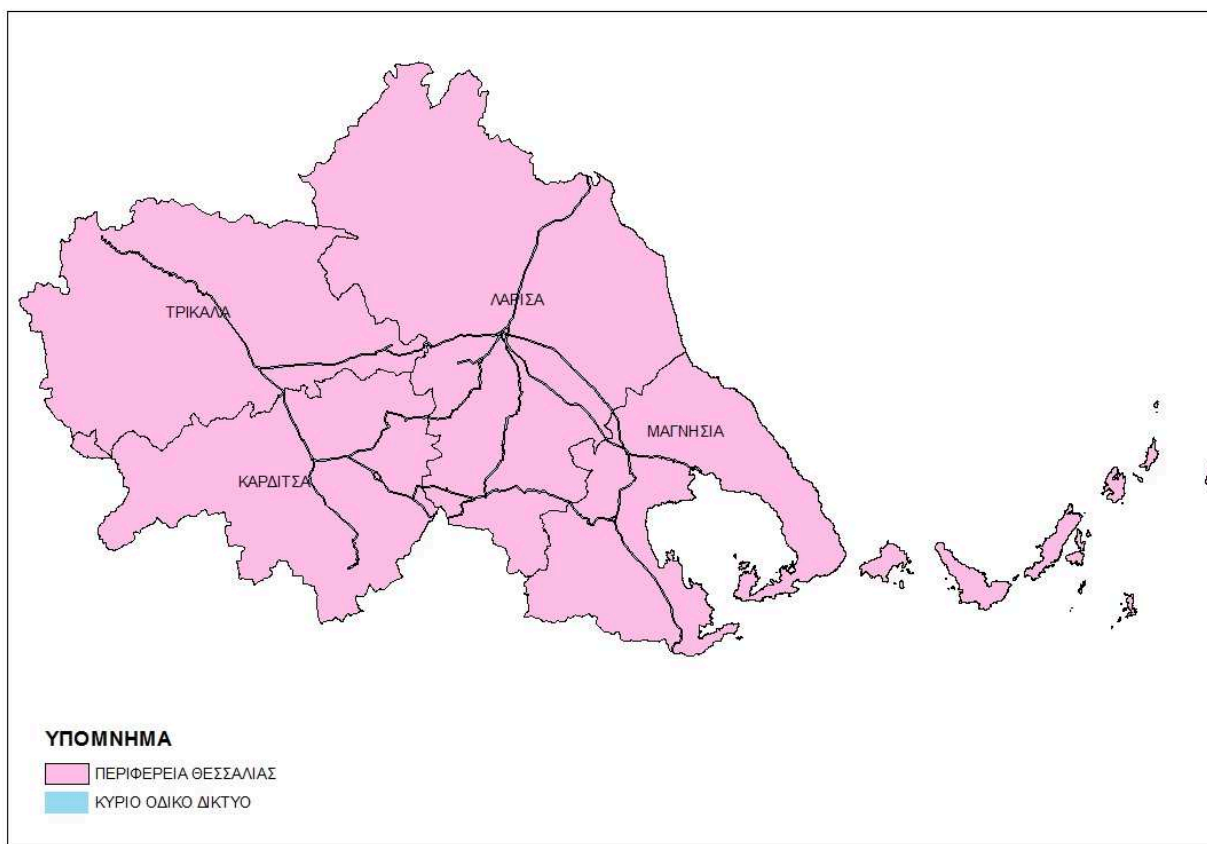 ΛΑΡΙΣΑ
ΤΡΙΚΑΛΑ
ΜΑΓΝΗΣΙΑ
ΚΑΡΔΙΤΣΑ
ΥΠΟΜΝΗΜΑ
ΠΕΡΙΦΕΡΕΙΑ ΘΕΣΣΑΛΙΑΣ
ΚΥΡΙΟ ΟΔΙΚΟ ΔΙΚΤΥΟ